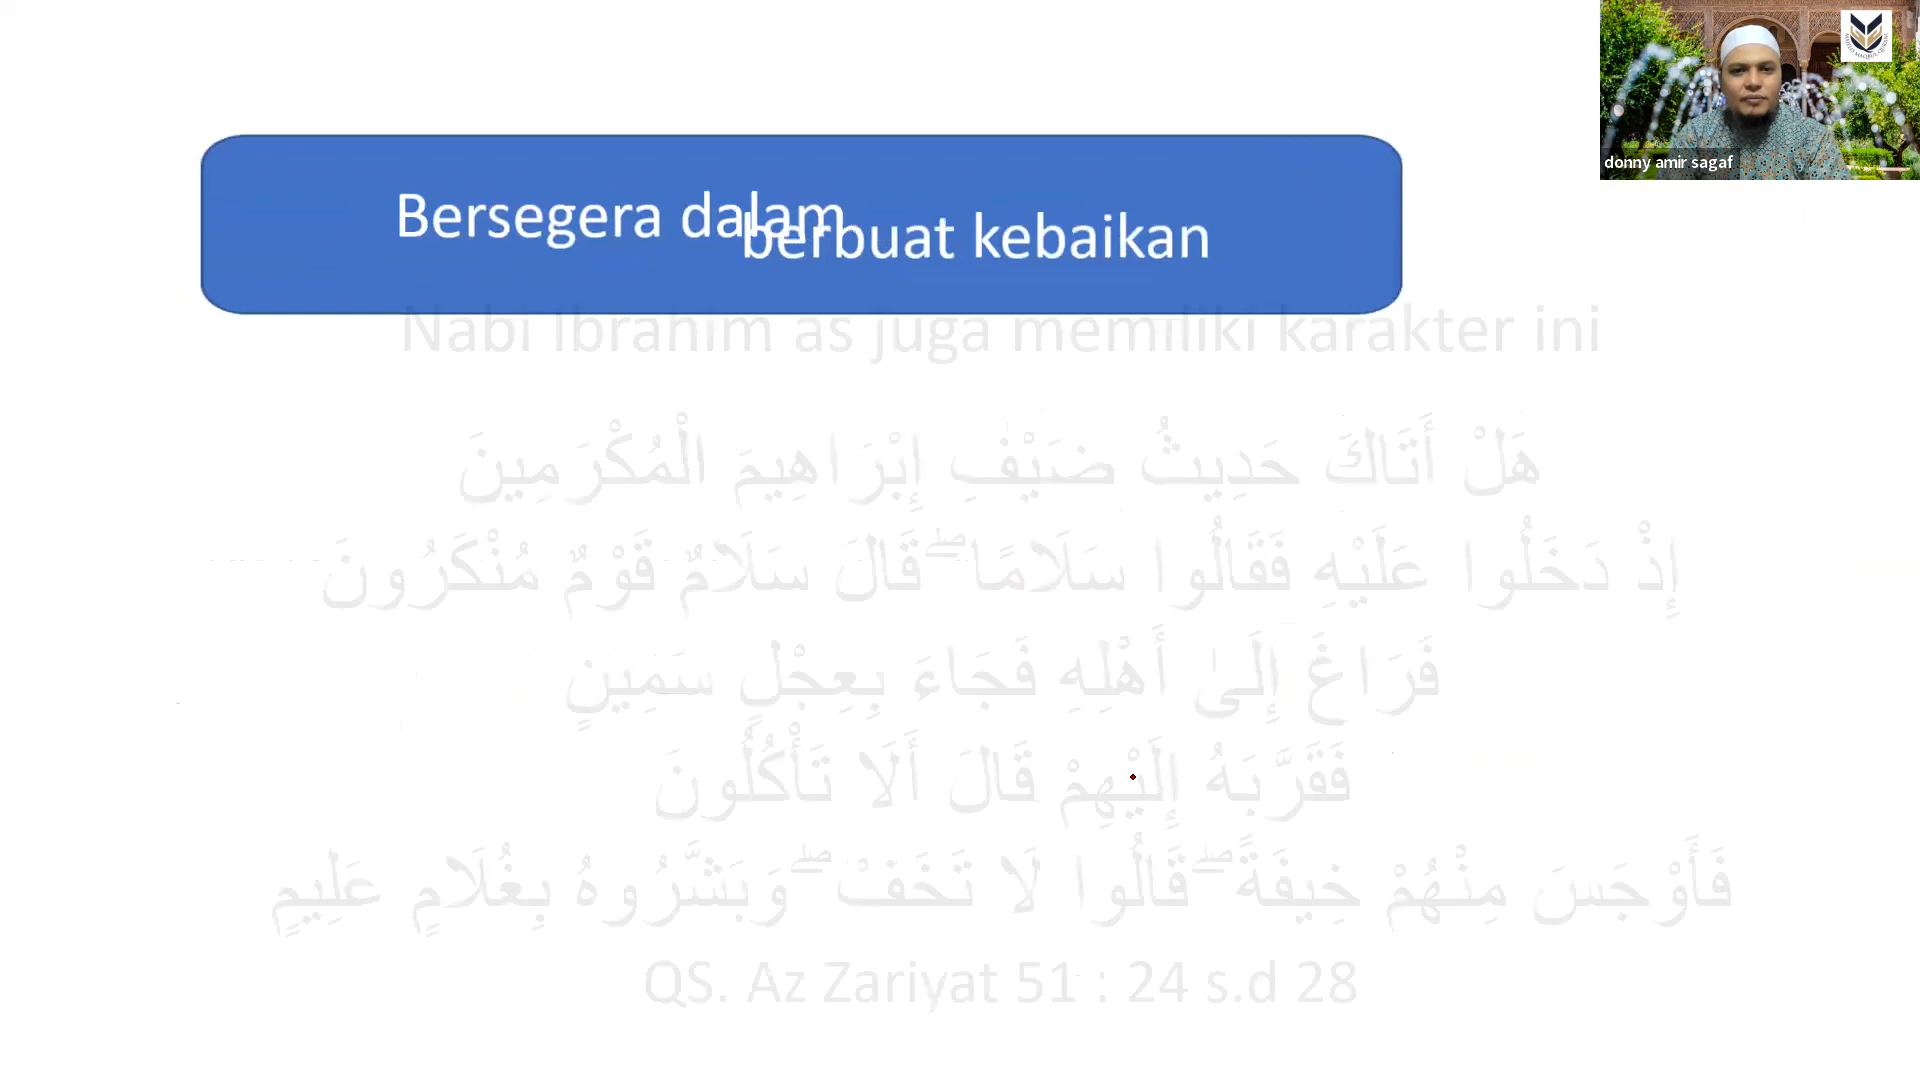 Bersegera dalam berbuat kebaikan
donny amir sagaf
Nabi Ibrahim as juga memiliki karakter ini
هَلْ أَتَاكَ حَدِيثُ ضَيْفِ إِبْرَاهِيمَ الْمُكْرَمِينَ
إِذْ دَخَلُوا عَلَيْهِ فَقَالُوا سَلَامًا ۖ قَالَ سَلَامٌ قَوْمٌ مُنْكَرُونَ
فَرَاغَ إِلَىٰ أَهْلِهِ فَجَاءَ بِعِجْلٍ سَمِينٍ
فَقَرَّبَهُ إِلَيْهِمْ قَالَ أَلَا تَأْكُلُونَ
فَأَوْجَسَ مِنْهُمْ خِيفَةً ۖ قَالُوا لَا تَخَفْ ۖ وَبَشَّرُوهُ بِغُلَامٍ عَلِيمٍ
QS. Az Zariyat 51 : 24 s.d 28